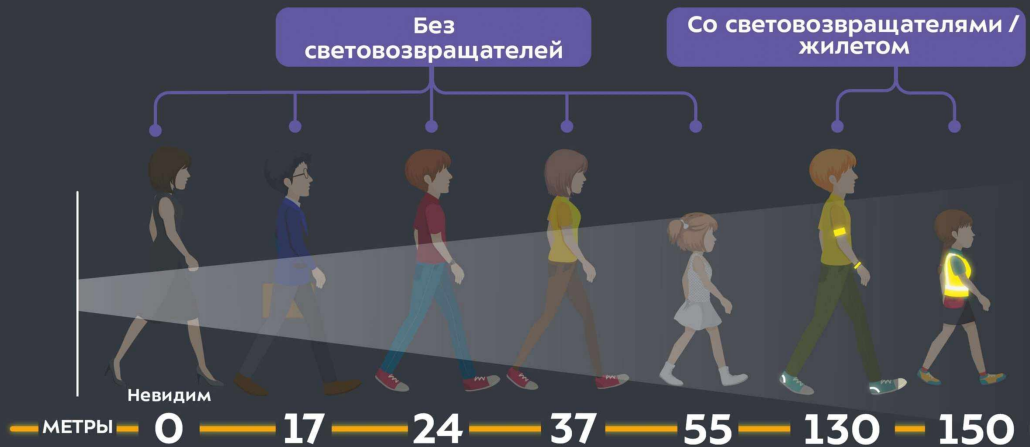 Без
световозвращателей
Со световозвращателями /
жилетом
Невидим
МЕТРЫ 0 17 24 37 55 130 150